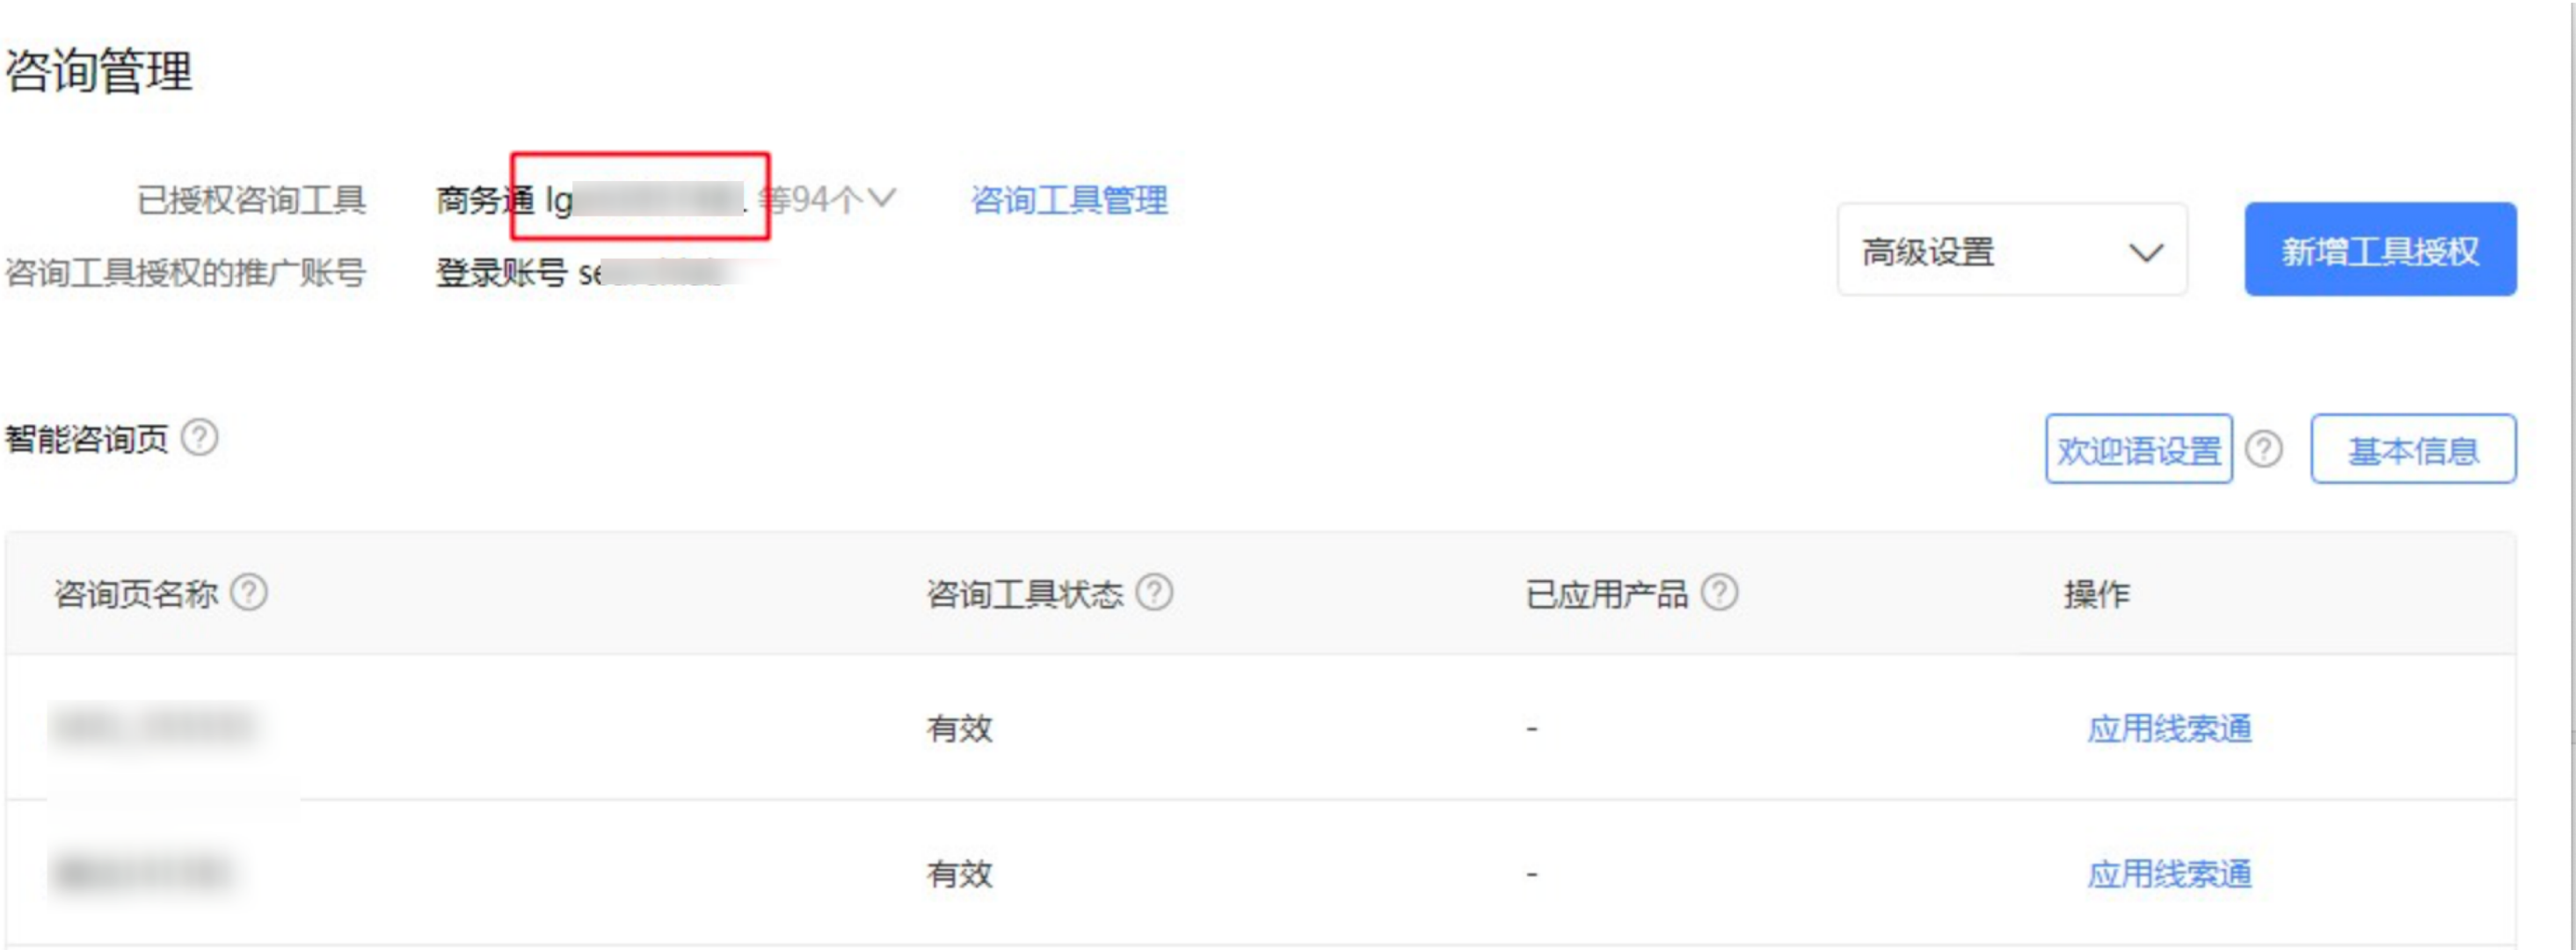 咨询管理
已授权咨询工具 商务通 lg 等94个 咨询工具管理
咨询工具授权的推广账号 登录账号 se
高级设置 新增工具授权
智能咨询页 欢迎语设置 基本信息
咨询页名称 咨询工具状态 已应用产品 操作
有效 - 应用线索通
有效 - 应用线索通